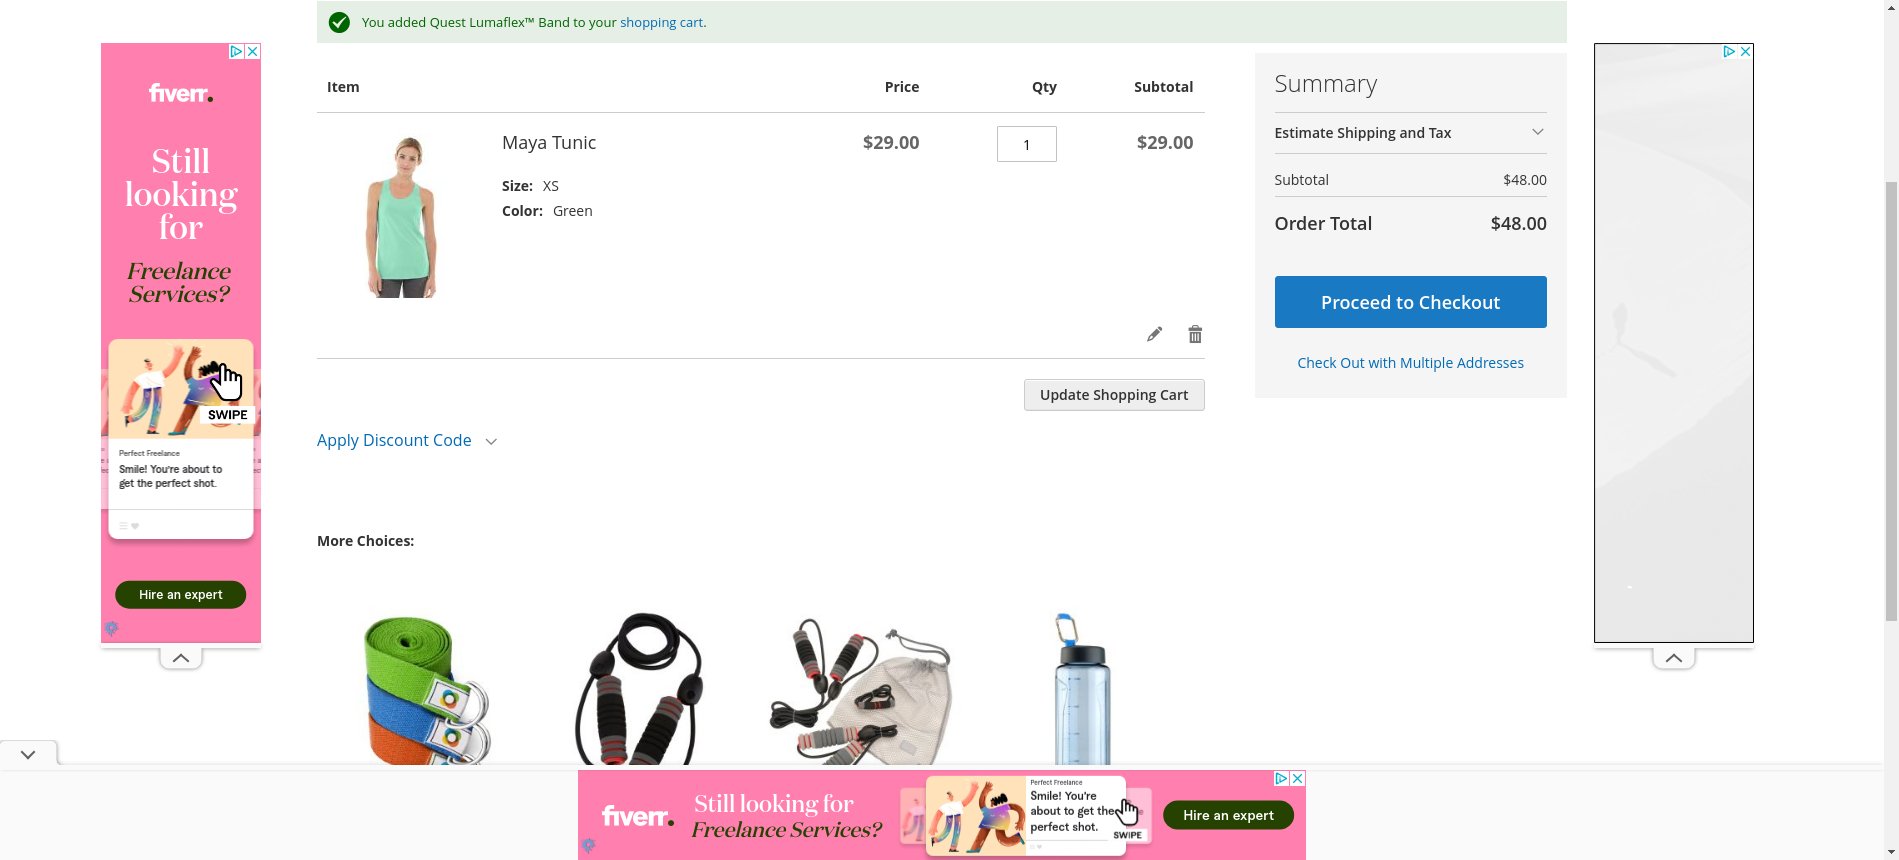 You added Quest Lumaflex™ Band to your shopping cart.
Item Price Qty Subtotal
Maya Tunic $29.00 1 $29.00
Size: XS
Color: Green
Update Shopping Cart
Apply Discount Code
More Choices:
Summary
Estimate Shipping and Tax
Subtotal $48.00
Order Total $48.00
Proceed to Checkout
Check Out with Multiple Addresses
fiverr.
Still
looking
for
Freelance
Services?
SWIPE
Perfect Freelance
Smile! You're about to
get the perfect shot.
Hire an expert
fiverr.
Still looking for
Freelance Services?
Perfect Freelance
Smile! You're
about to get the
perfect shot.
SWIPE
Hire an expert